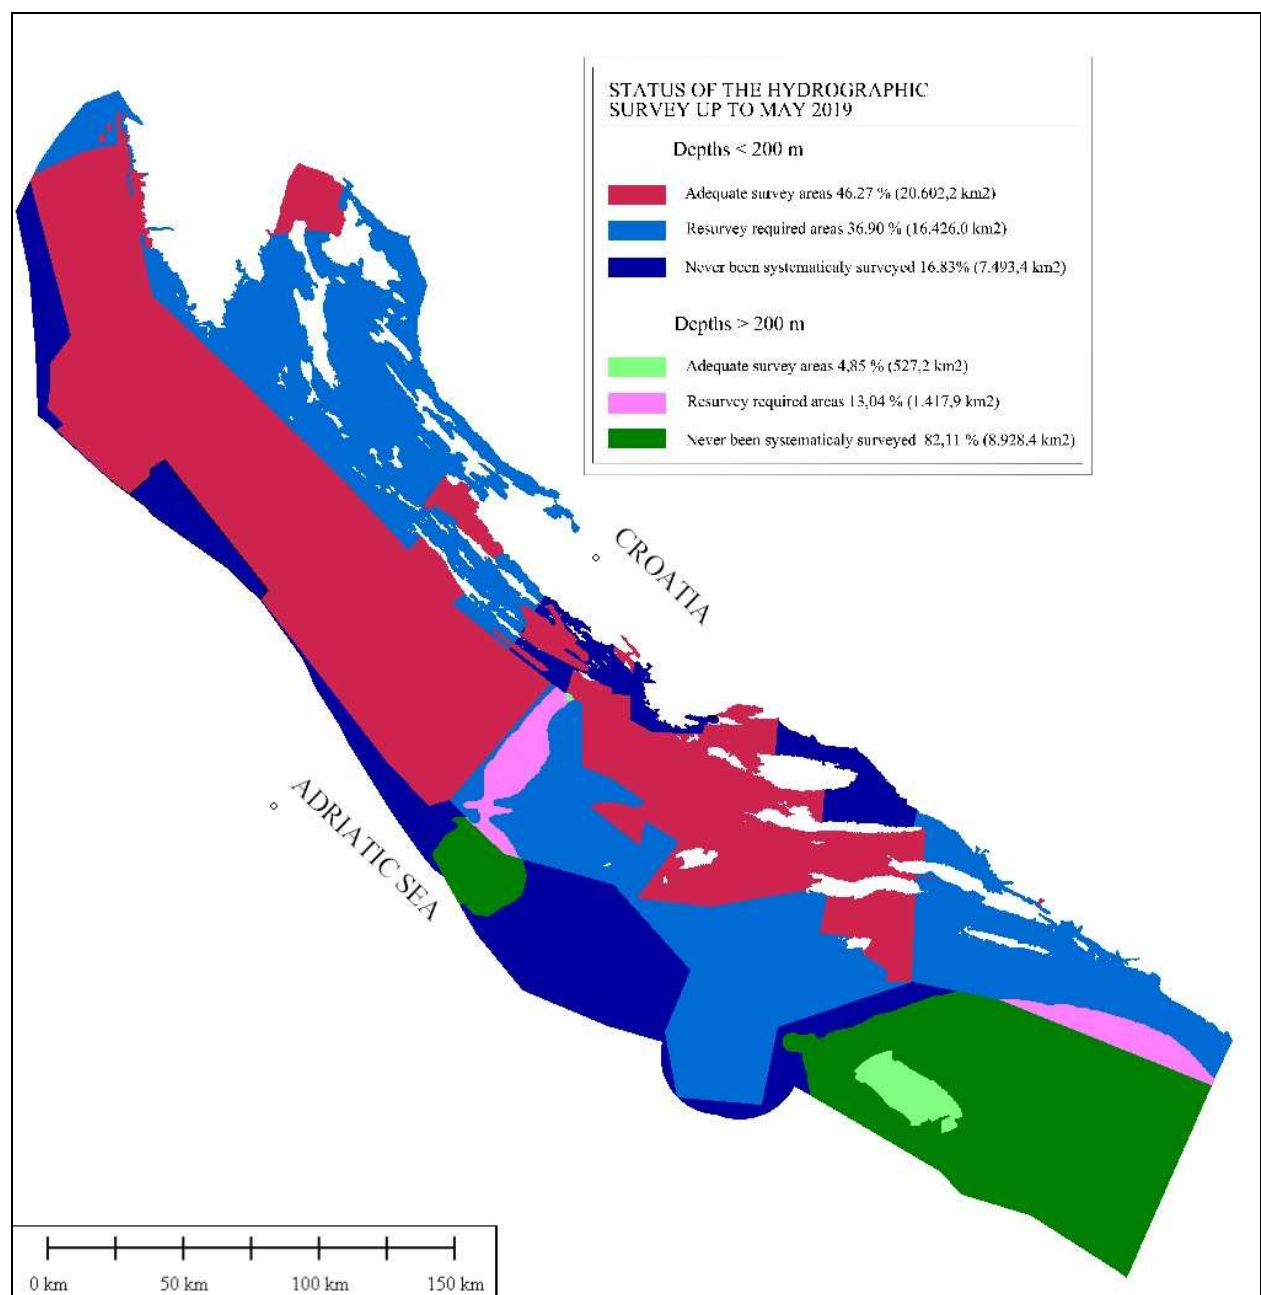 STATUS OF THE HYDROGRAPHIC
SURVEY UP TO MAY 2019
Depths < 200 m
Adequate survey areas 46.27 % (20.602,2 km2)
Resurvey required areas 36.90 % (16.426.0 km2)
Never been systematicaly surveyed 16.83% (7.493,4 km2)
Depths > 200 m
Adequate survey areas 4,85 % (527,2 km2)
Resurvey required areas 13,04 % (1.417,9 km2)
Never been systematicaly surveyed 82,11 % (8.928.4 km2)
CROATIA
ADRIATIC SEA
0 km 50 km 100 km 150 km